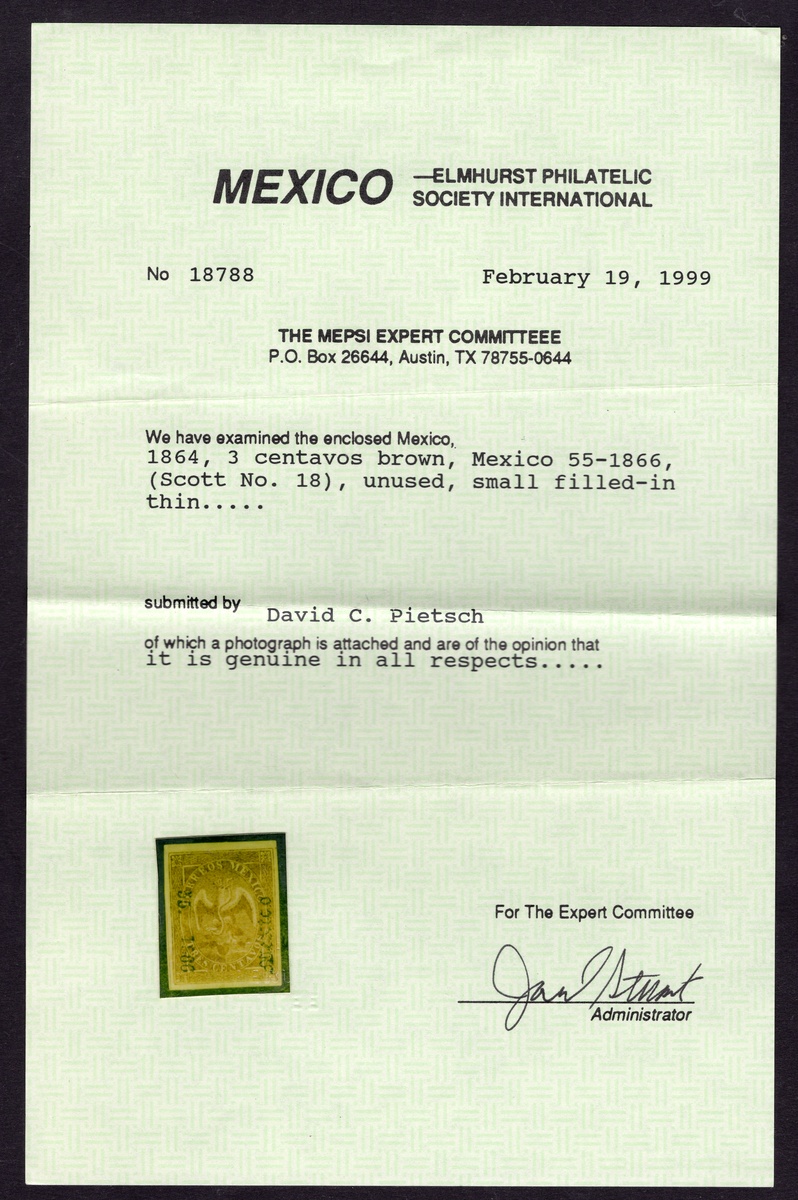 MEXICO —ELMHURST PHILATELIC
SOCIETY INTERNATIONAL
No 18788 February 19, 1999
THE MEPSI EXPERT COMMITTEEE
P.O. Box 26644, Austin, TX 78755-0644
We have examined the enclosed Mexico,
1864, 3 centavos brown, Mexico 55-1866,
(Scott No. 18), unused, small filled-in
thin.....
submitted by David C. Pietsch
of which a photograph is attached and are of the opinion that
it is genuine in all respects.....
MEXICO
For The Expert Committee
Administrator